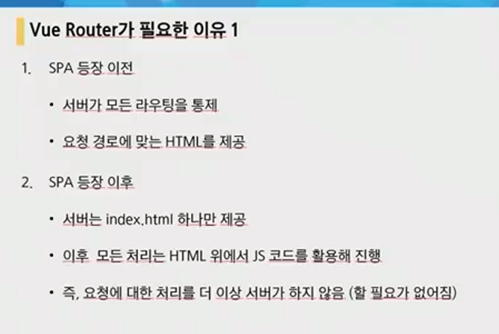 Vue Router가 필요한 이유 1
1. SPA 등장 이전
• 서버가 모든 라우팅을 통제
• 요청 경로에 맞는 HTML를 제공
2. SPA 등장 이후
• 서버는 index.html 하나만 제공
• 이후 모든 처리는 HTML 위에서 JS 코드를 활용해 진행
• 즉, 요청에 대한 처리를 더 이상 서버가 하지 않음 (할 필요가 없어짐)